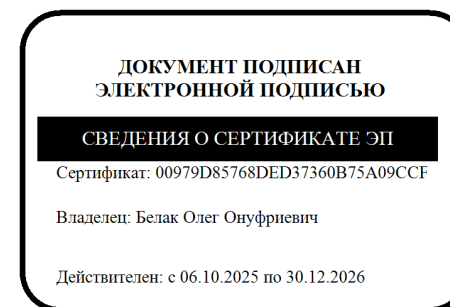 ДОКУМЕНТ ПОДПИСАН
ЭЛЕКТРОННОЙ ПОДПИСЬЮ
СВЕДЕНИЯ О СЕРТИФИКАТЕ ЭП
Сертификат: 00979D85768DED37360B75A09CCF
Владелец: Белак Олег Онуфриевич
Действителен: с 06.10.2025 по 30.12.2026